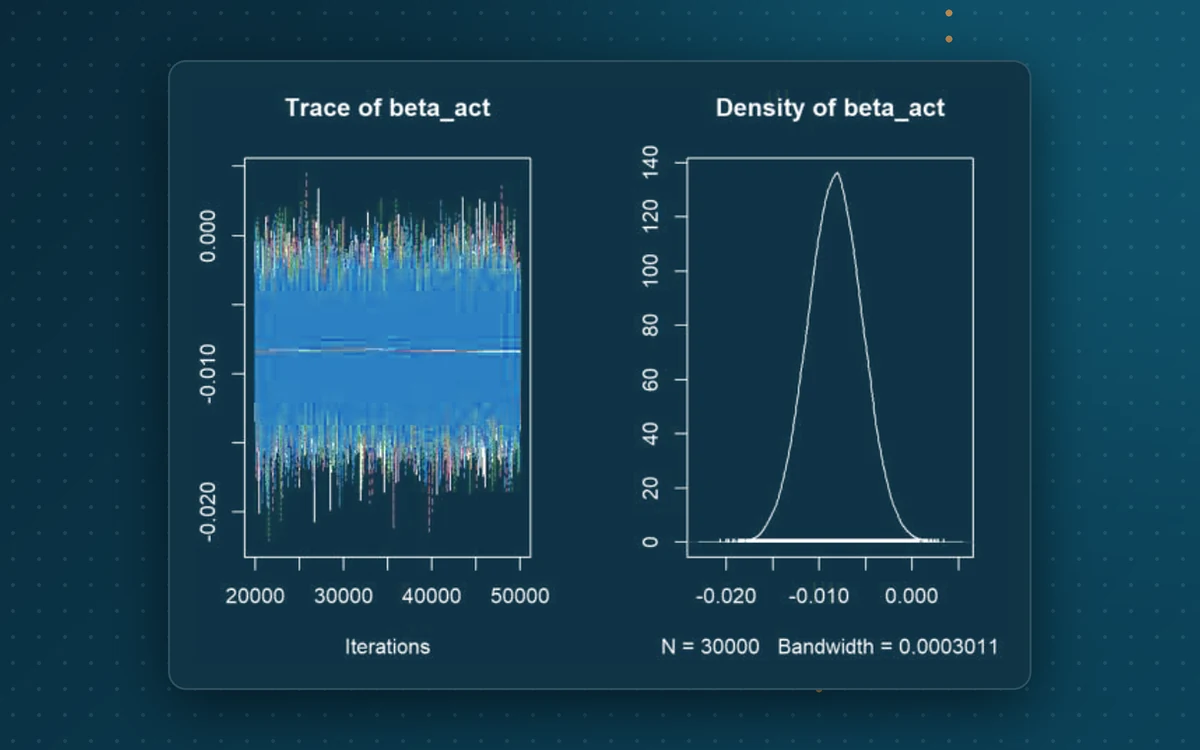 Trace of beta_act
0.000
-0.010
-0.020
20000 30000 40000 50000
Iterations
Density of beta_act
140
120
100
80
60
40
20
0
-0.020 -0.010 0.000
N = 30000 Bandwidth = 0.0003011